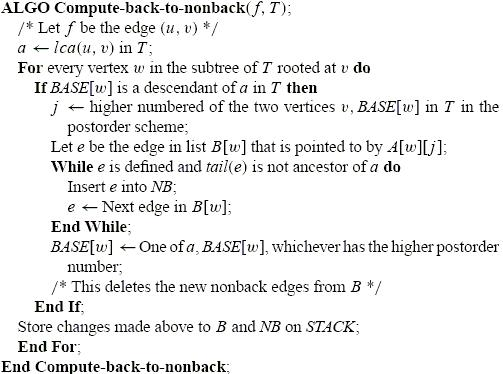 ALGO Compute-back-to-nonback(f, T);
/* Let f be the edge (u, v) */
a ← lca(u, v) in T;
For every vertex w in the subtree of T rooted at v do
If BASE[w] is a descendant of a in T then
j ← higher numbered of the two vertices v, BASE[w] in T in the
postorder scheme;
Let e be the edge in list B[w] that is pointed to by A[w][j];
While e is defined and tail(e) is not ancestor of a do
Insert e into NB;
e ← Next edge in B[w];
End While;
BASE[w] ← One of a, BASE[w], whichever has the higher postorder
number;
/* This deletes the new nonback edges from B */
End If;
Store changes made above to B and NB on STACK;
End For;
End Compute-back-to-nonback;